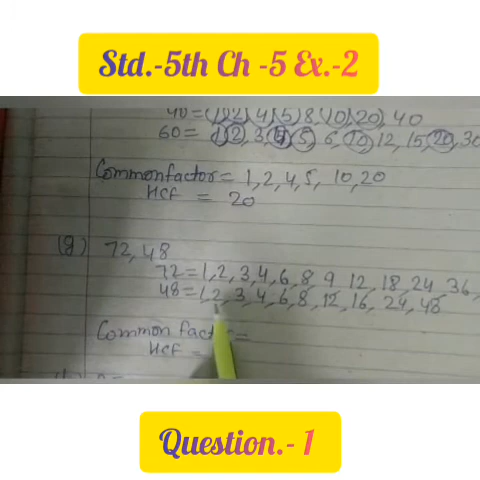 Std.-5th Ch -5 Ex.-2
40=1,2,4,5,8,10,20,40
60= 1,2,3,4,5, 6,10,12,15,20,30
Common factor = 1,2,4,5, 10,20
HCF = 20
(g) 72,48
72=1,2,3,4,6,8,9,12,18,24,36,
48=1,2,3,4,6,8,12,16,24,48
Common factor=
HCF =
Question.- 1